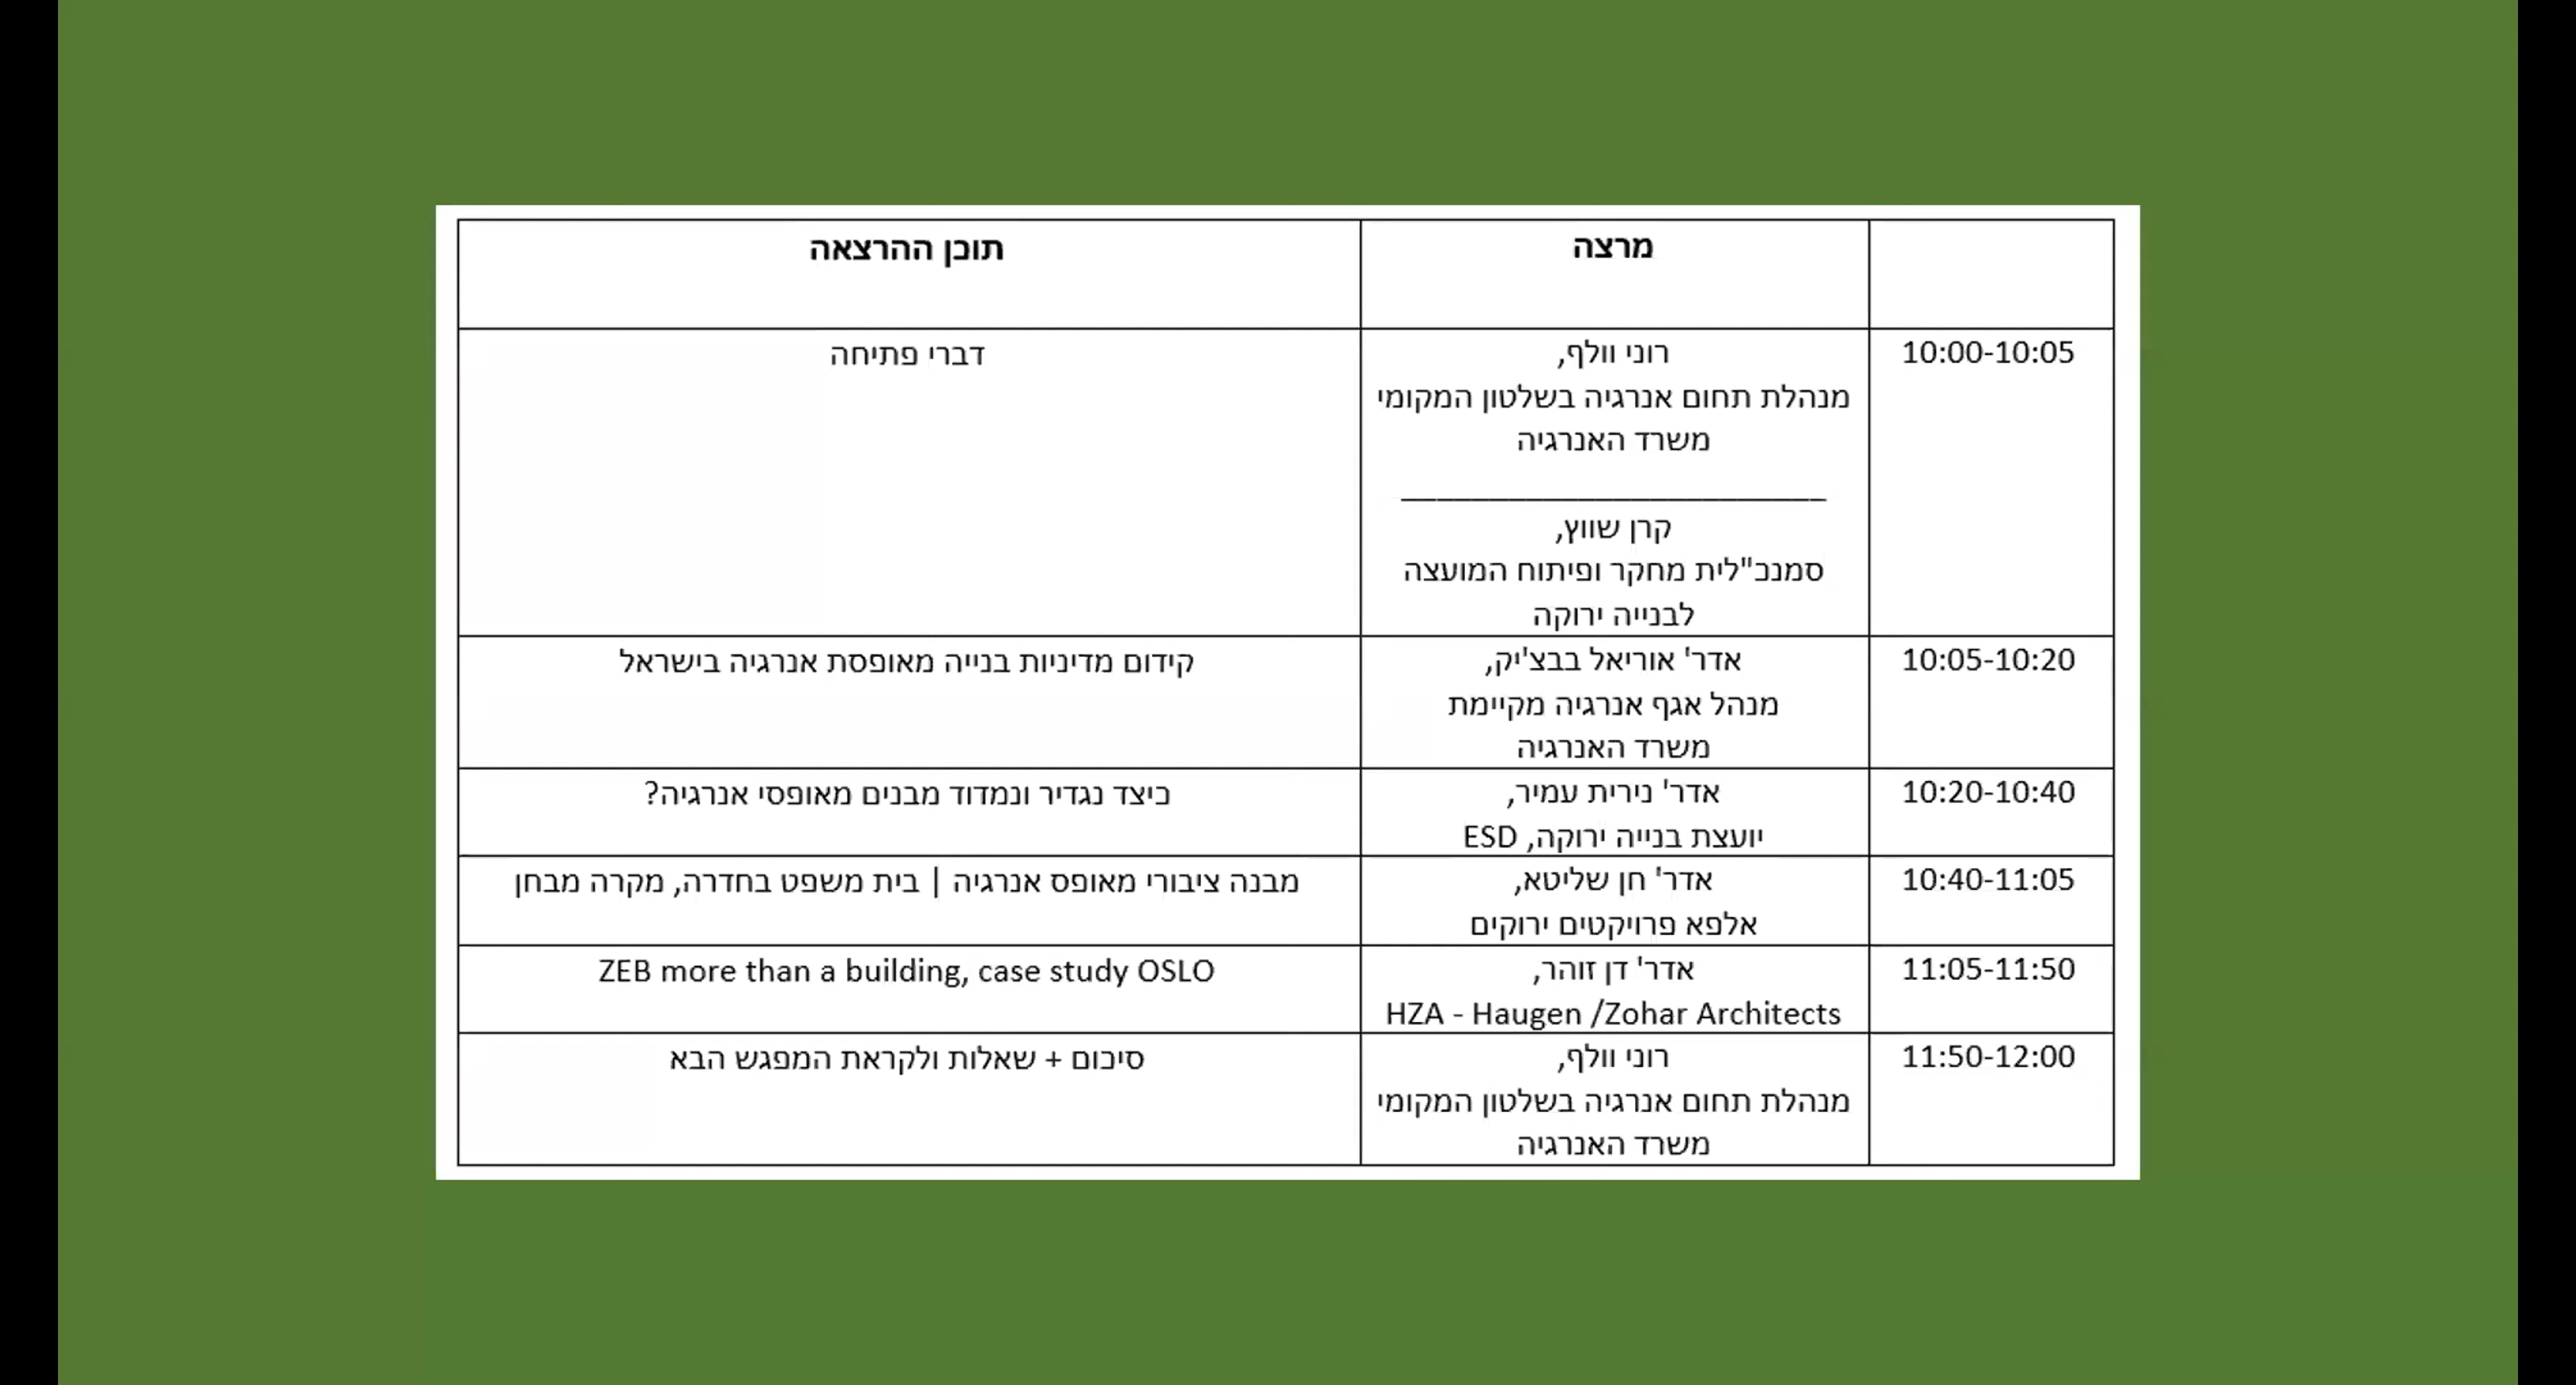 מרצה
תוכן ההרצאה
10:00-10:05
רוני וולף,
מנהלת תחום אנרגיה בשלטון המקומי
משרד האנרגיה
קרן שווץ,
סמנכ"לית מחקר ופיתוח המועצה
לבנייה ירוקה
דברי פתיחה
10:05-10:20
אדר' אוריאל בבצ'יק,
מנהל אגף אנרגיה מקיימת
משרד האנרגיה
קידום מדיניות בנייה מאופסת אנרגיה בישראל
10:20-10:40
אדר' נירית עמיר,
יועצת בנייה ירוקה, ESD
כיצד נגדיר ונמדוד מבנים מאופסי אנרגיה?
10:40-11:05
אדר' חן שליטא,
אלפא פרויקטים ירוקים
מבנה ציבורי מאופס אנרגיה | בית משפט בחדרה, מקרה מבחן
11:05-11:50
אדר' דן זוהר,
HZA - Haugen /Zohar Architects
ZEB more than a building, case study OSLO
11:50-12:00
רוני וולף,
מנהלת תחום אנרגיה בשלטון המקומי
משרד האנרגיה
סיכום + שאלות ולקראת המפגש הבא